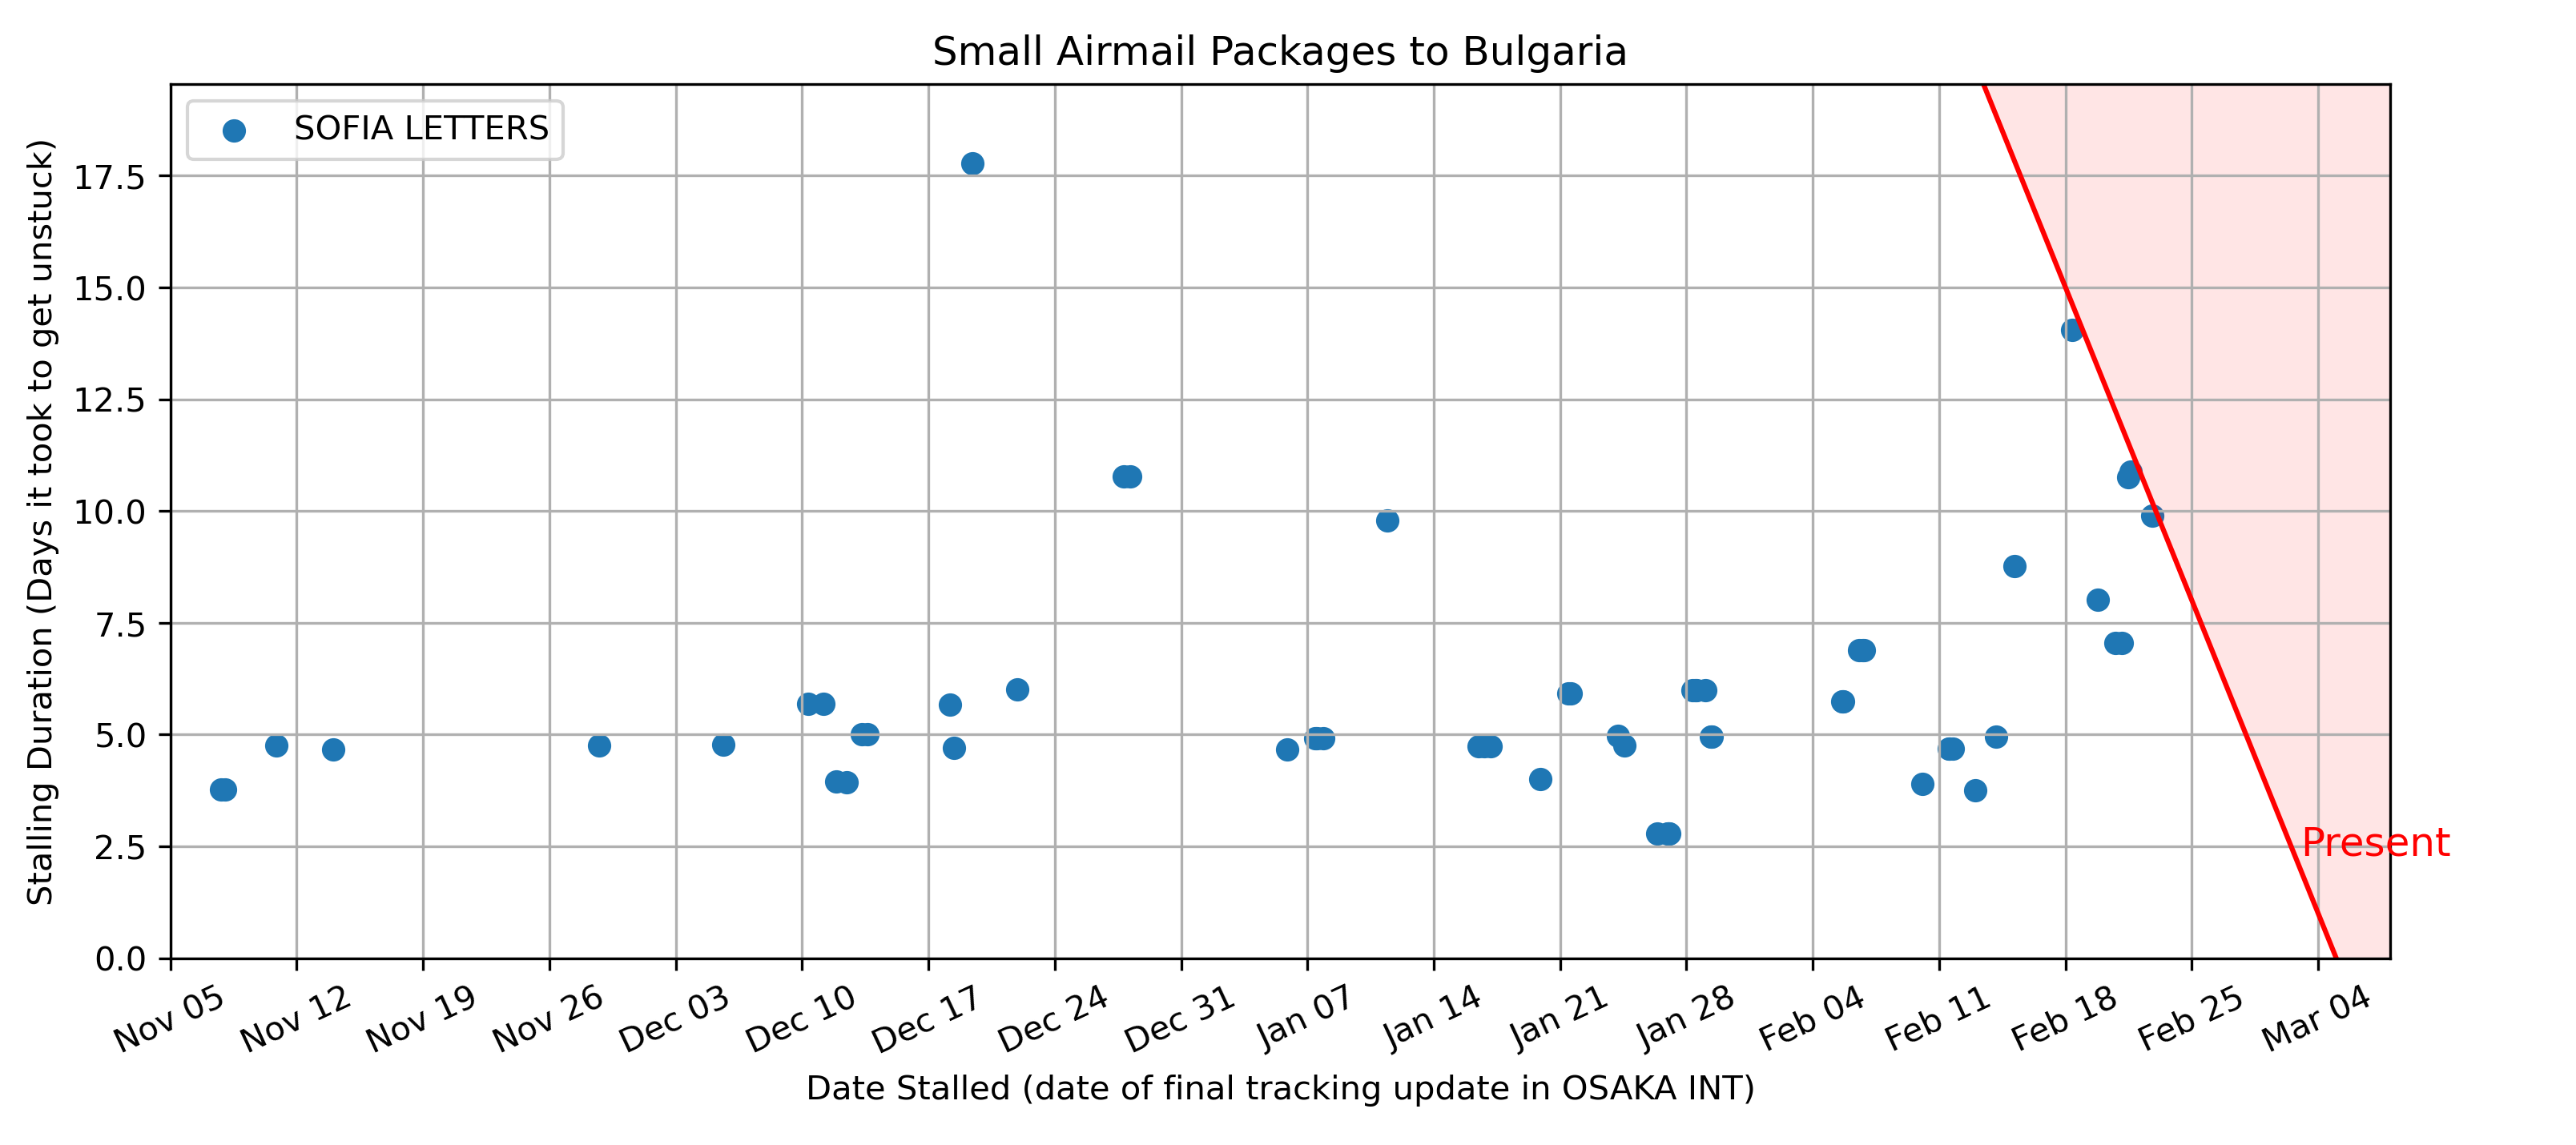 Small Airmail Packages to Bulgaria
SOFIA LETTERS
Stalling Duration (Days it took to get unstuck)
17.5
15.0
12.5
10.0
7.5
5.0
2.5
0.0
Present
Nov 05
Nov 12
Nov 19
Nov 26
Dec 03
Dec 10
Dec 17
Dec 24
Dec 31
Jan 07
Jan 14
Jan 21
Jan 28
Feb 04
Feb 11
Feb 18
Feb 25
Mar 04
Date Stalled (date of final tracking update in OSAKA INT)